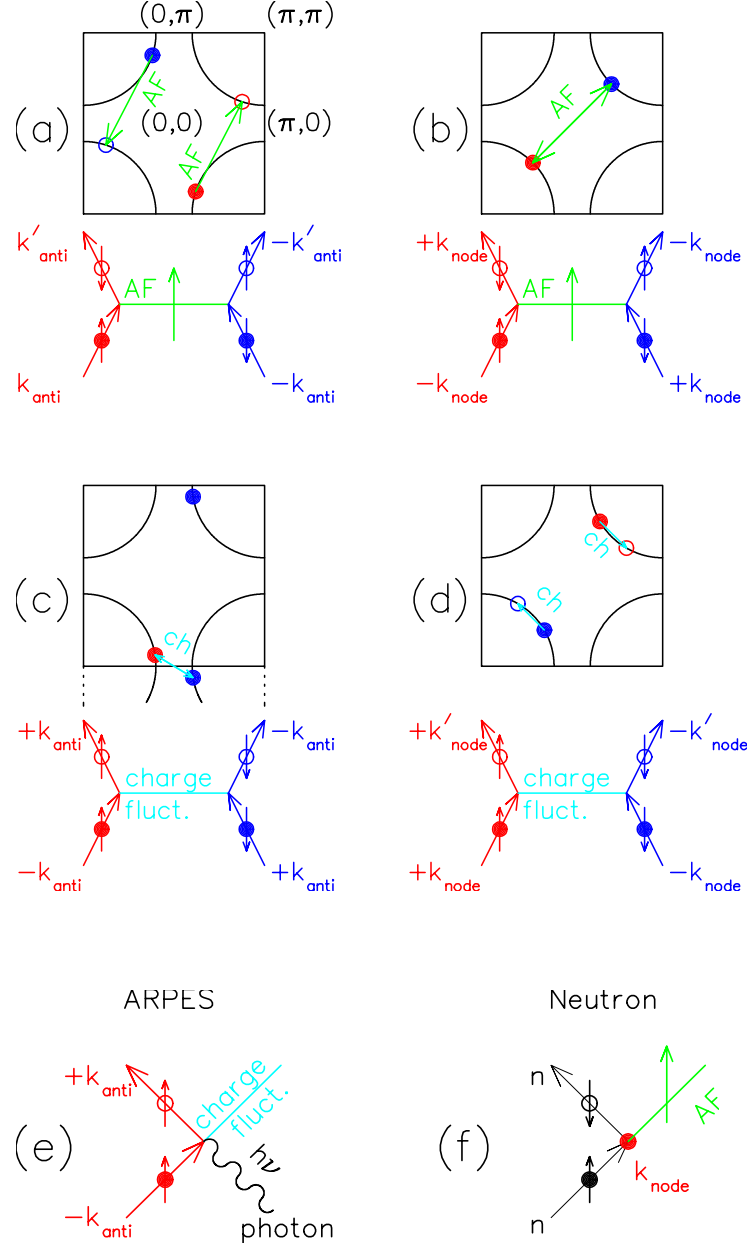 (0,π) (π,π)
AF
(a) (0,0) (π,0)
AF
(b) AF
k′anti −k′anti
AF
kanti −kanti
+knode −knode
AF
−knode +knode
(c) ch
(d) ch
ch
+kanti −kanti
charge
fluct.
−kanti +kanti
+k′node −k′node
charge
fluct.
+knode −knode
ARPES Neutron
+kanti charge
fluct.
(e) hν
−kanti photon
n AF
(f) knode
n